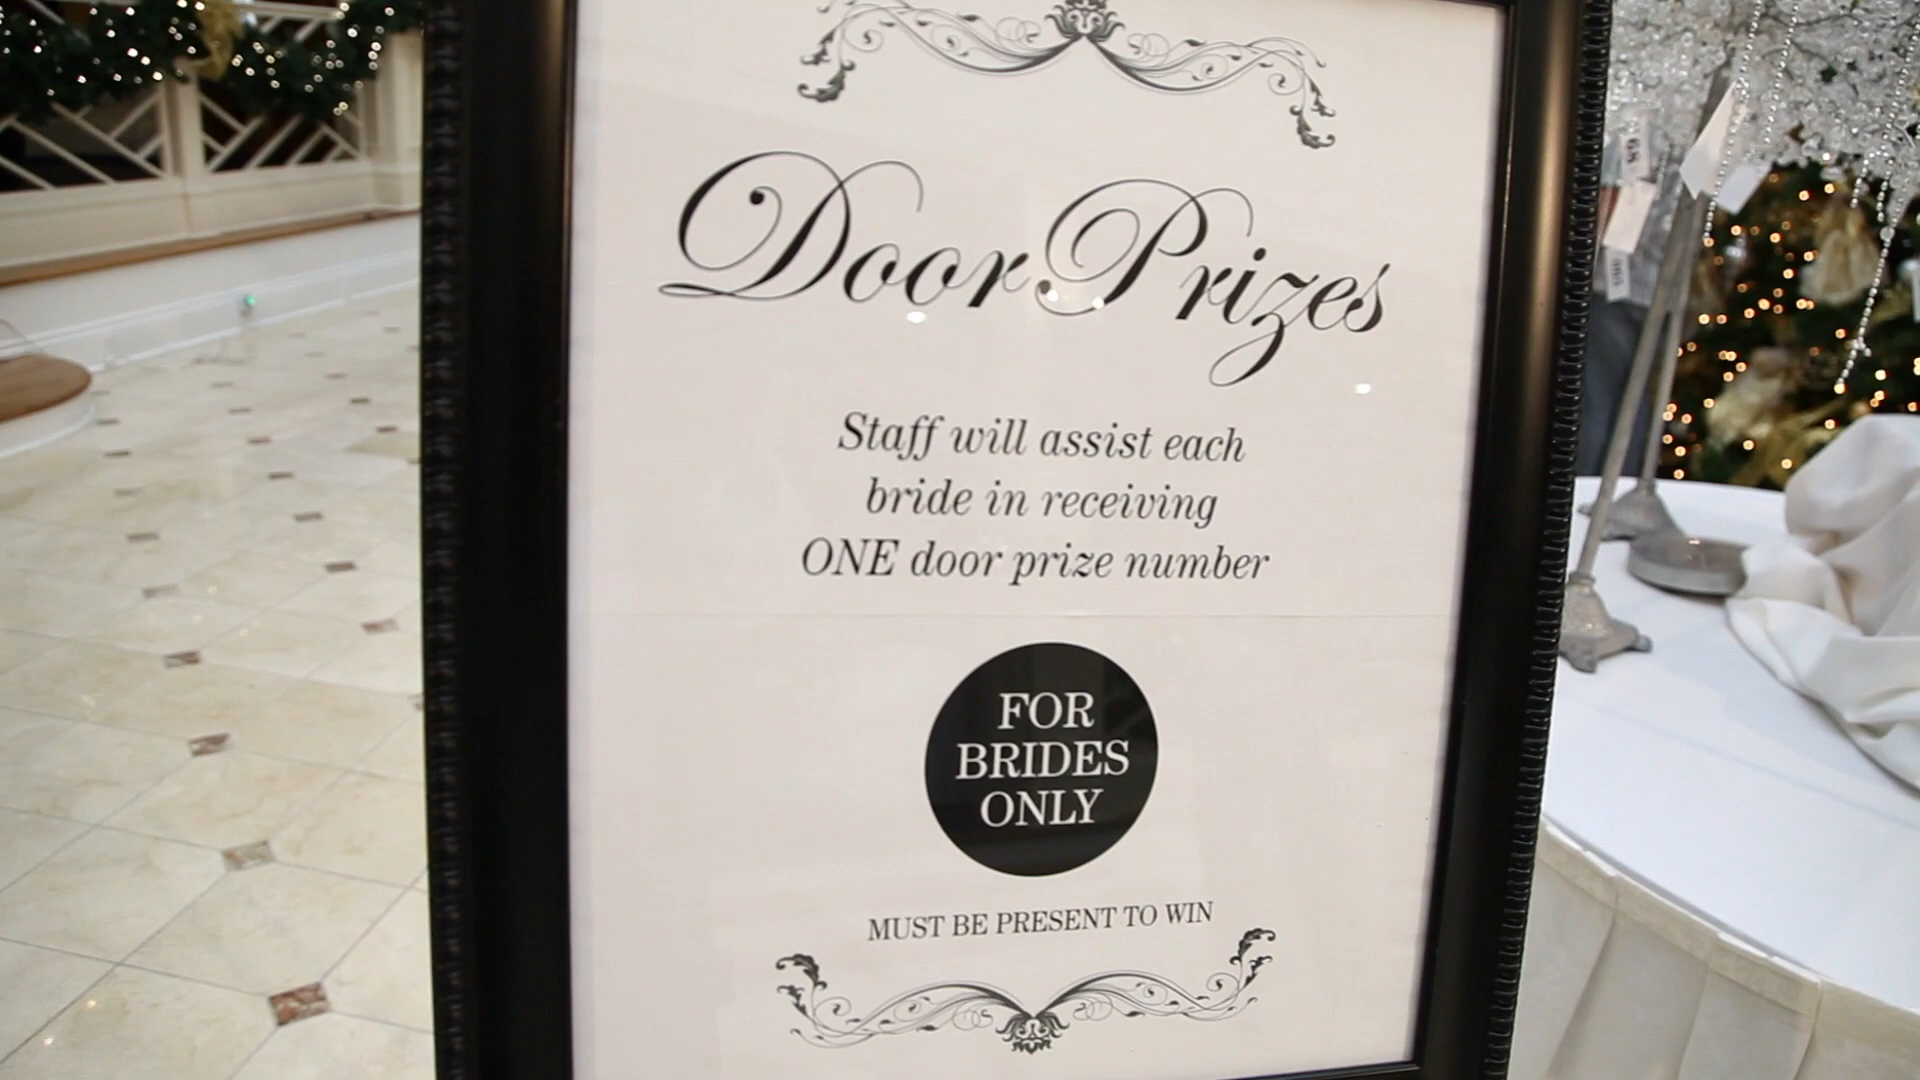 Door Prizes
Staff will assist each
bride in receiving
ONE door prize number
FOR
BRIDES
ONLY
MUST BE PRESENT TO WIN